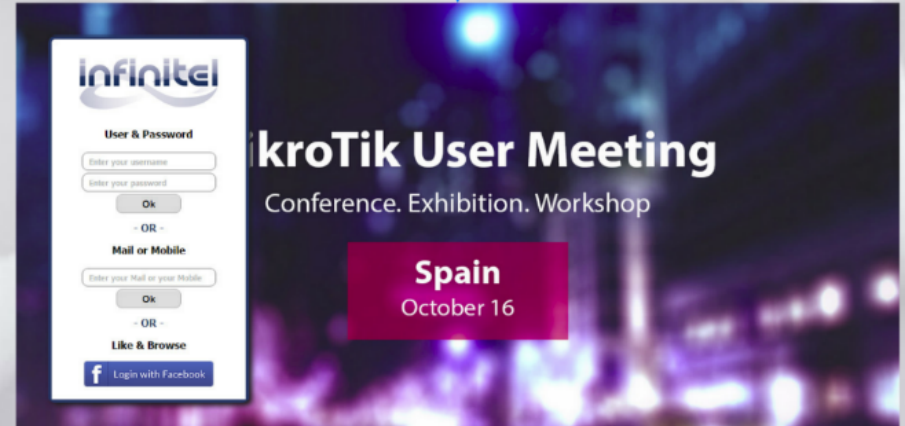 infinitel
User & Password
Enter your username
Enter your password
Ok
- OR -
Mail or Mobile
Enter your Mail or your Mobile
Ok
- OR -
Like & Browse
f Login with Facebook
ikroTik User Meeting
Conference. Exhibition. Workshop
Spain
October 16